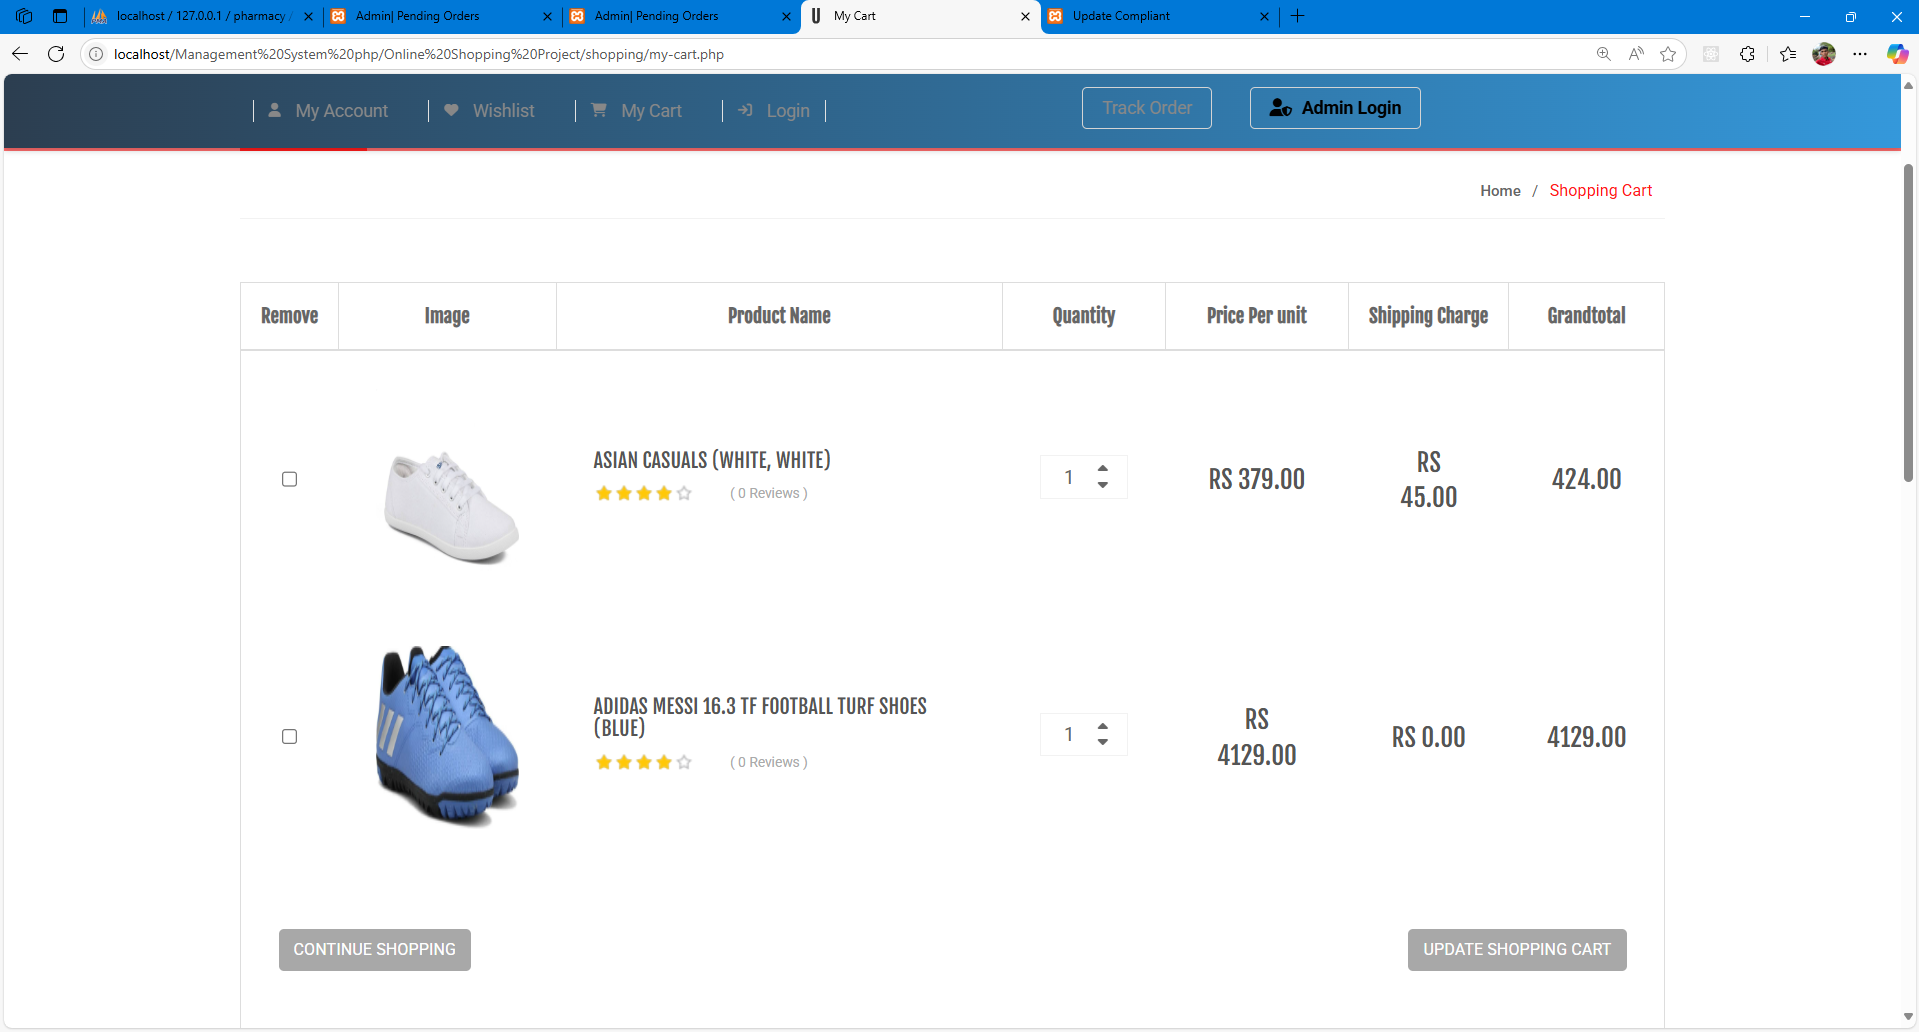 localhost / 127.0.0.1 / pharmacy /
Admin| Pending Orders
Admin| Pending Orders
My Cart
Update Compliant
localhost/Management%20System%20php/Online%20Shopping%20Project/shopping/my-cart.php
My Account
Wishlist
My Cart
Login
Track Order
Admin Login
Home / Shopping Cart
Remove
Image
Product Name
Quantity
Price Per unit
Shipping Charge
Grandtotal
ASIAN CASUALS (WHITE, WHITE)
( 0 Reviews )
1
RS 379.00
RS
45.00
424.00
ADIDAS MESSI 16.3 TF FOOTBALL TURF SHOES
(BLUE)
( 0 Reviews )
1
RS
4129.00
RS 0.00
4129.00
CONTINUE SHOPPING
UPDATE SHOPPING CART